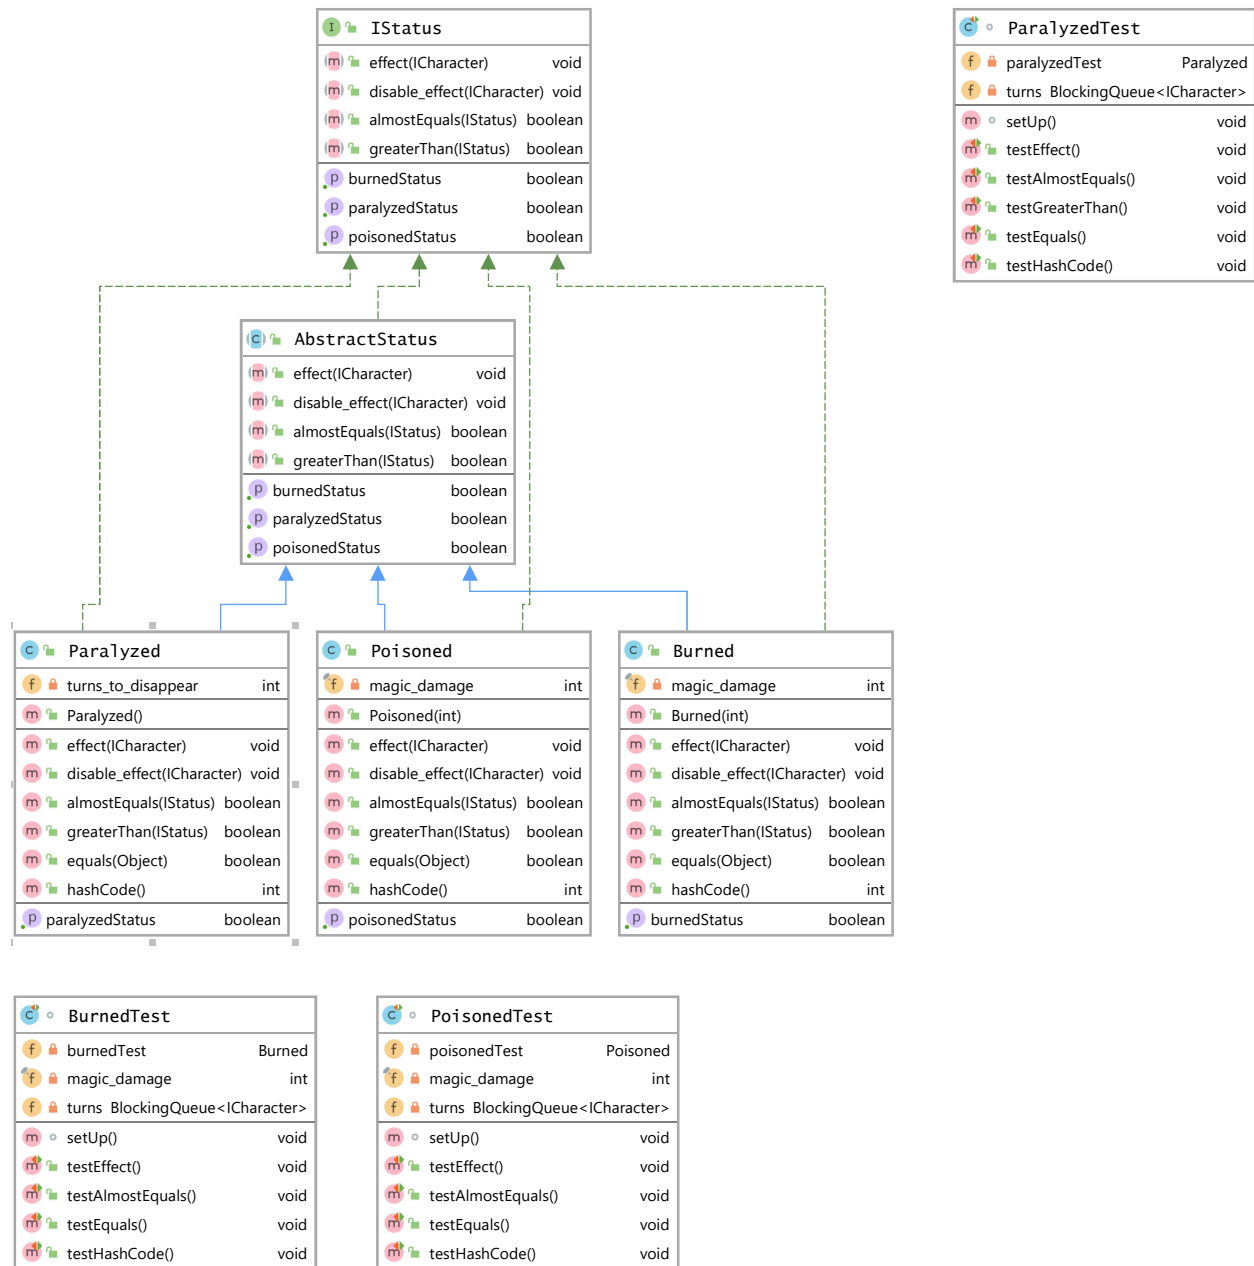 IStatus
effect(ICharacter) void
disable_effect(ICharacter) void
almostEquals(IStatus) boolean
greaterThan(IStatus) boolean
burnedStatus boolean
paralyzedStatus boolean
poisonedStatus boolean
ParalyzedTest
paralyzedTest Paralyzed
turns BlockingQueue<ICharacter>
setUp() void
testEffect() void
testAlmostEquals() void
testGreaterThan() void
testEquals() void
testHashCode() void
AbstractStatus
effect(ICharacter) void
disable_effect(ICharacter) void
almostEquals(IStatus) boolean
greaterThan(IStatus) boolean
burnedStatus boolean
paralyzedStatus boolean
poisonedStatus boolean
Paralyzed
turns_to_disappear int
Paralyzed()
effect(ICharacter) void
disable_effect(ICharacter) void
almostEquals(IStatus) boolean
greaterThan(IStatus) boolean
equals(Object) boolean
hashCode() int
paralyzedStatus boolean
Poisoned
magic_damage int
Poisoned(int)
effect(ICharacter) void
disable_effect(ICharacter) void
almostEquals(IStatus) boolean
greaterThan(IStatus) boolean
equals(Object) boolean
hashCode() int
poisonedStatus boolean
Burned
magic_damage int
Burned(int)
effect(ICharacter) void
disable_effect(ICharacter) void
almostEquals(IStatus) boolean
greaterThan(IStatus) boolean
equals(Object) boolean
hashCode() int
burnedStatus boolean
BurnedTest
burnedTest Burned
magic_damage int
turns BlockingQueue<ICharacter>
setUp() void
testEffect() void
testAlmostEquals() void
testEquals() void
testHashCode() void
PoisonedTest
poisonedTest Poisoned
magic_damage int
turns BlockingQueue<ICharacter>
setUp() void
testEffect() void
testAlmostEquals() void
testEquals() void
testHashCode() void